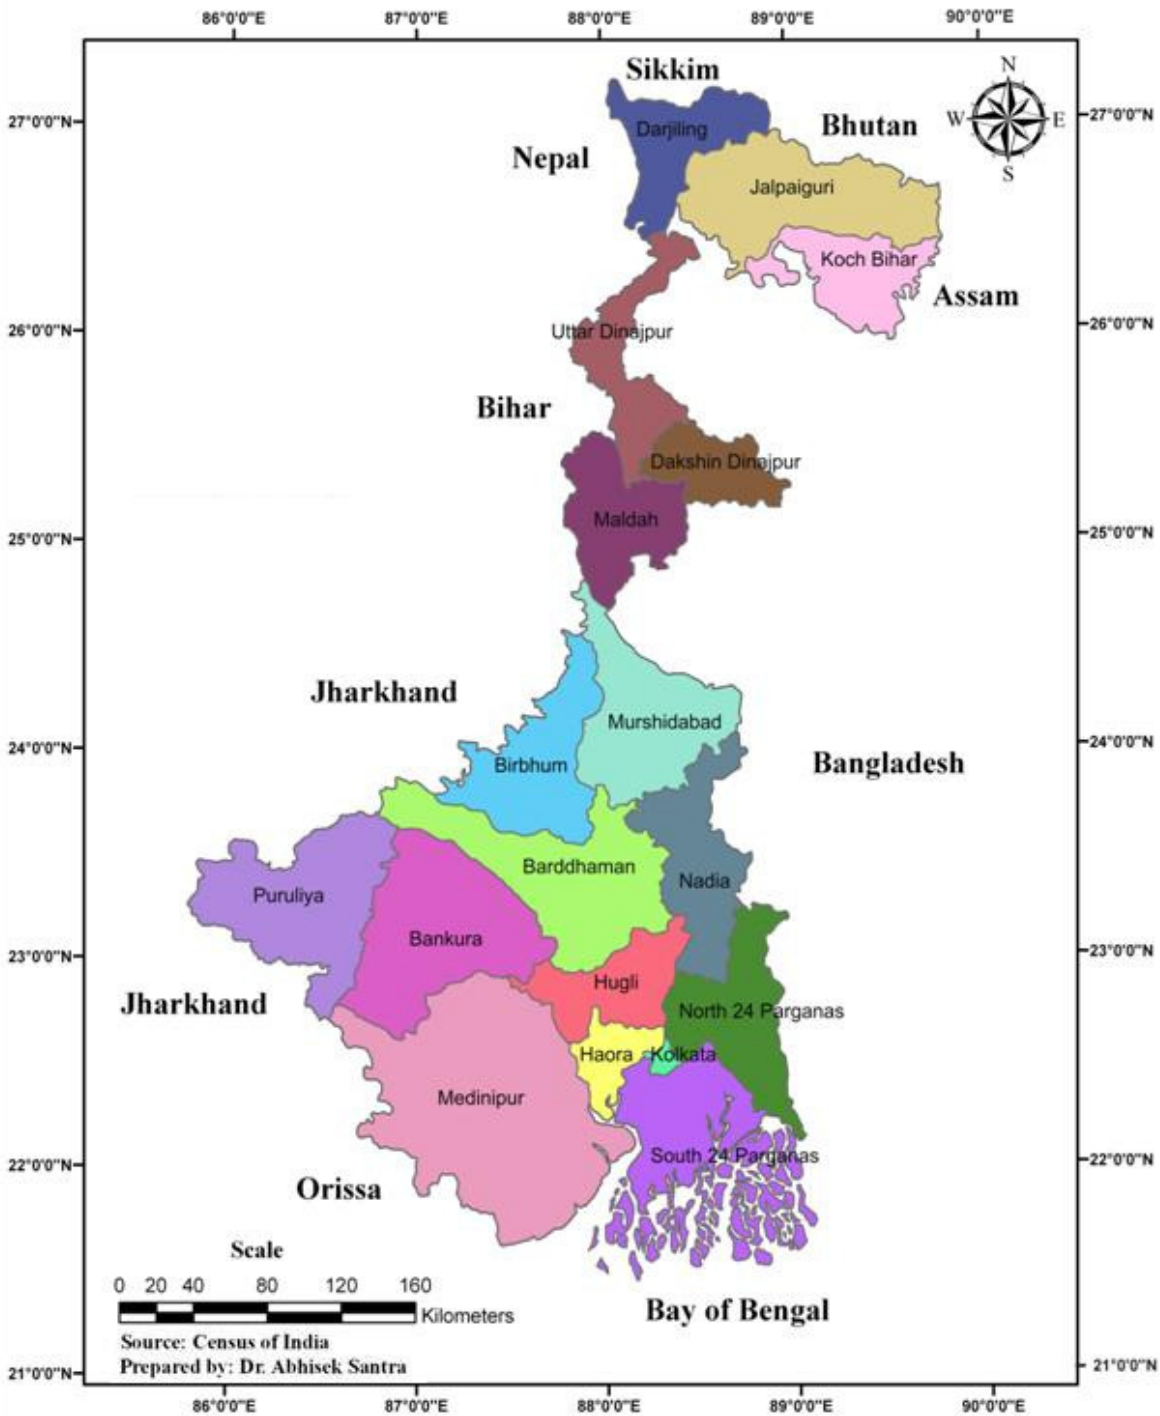 86°0'0"E 87°0'0"E 88°0'0"E 89°0'0"E 90°0'0"E
Sikkim
N
W E
S
27°0'0"N
27°0'0"N
Darjiling
Bhutan
Nepal
Jalpaiguri
Koch Bihar
Assam
26°0'0"N
Uttar Dinajpur
26°0'0"N
Bihar
Dakshin Dinajpur
Maldah
25°0'0"N
25°0'0"N
Jharkhand
Murshidabad
24°0'0"N
24°0'0"N
Birbhum
Bangladesh
Barddhaman
Nadia
Puruliya
Bankura
23°0'0"N
23°0'0"N
Hugli
Jharkhand
North 24 Parganas
Haora
Kolkata
Medinipur
South 24 Parganas
22°0'0"N
22°0'0"N
Orissa
Scale
0 20 40 80 120 160
Kilometers
Bay of Bengal
Source: Census of India
Prepared by: Dr. Abhisek Santra
21°0'0"N
21°0'0"N
86°0'0"E 87°0'0"E 88°0'0"E 89°0'0"E 90°0'0"E